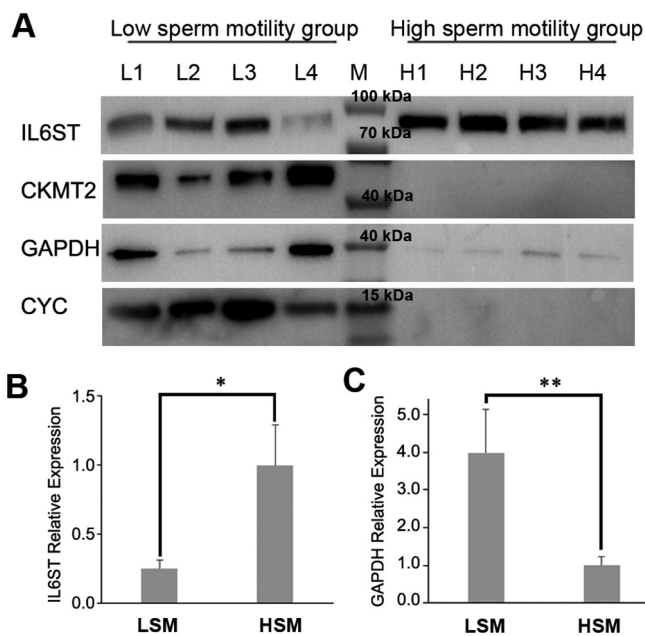 A
Low sperm motility group High sperm motility group
L1 L2 L3 L4 M H1 H2 H3 H4
100 kDa
IL6ST
70 kDa
CKMT2
40 kDa
GAPDH
40 kDa
CYC
15 kDa
B
IL6ST Relative Expression
1.5
1.0
0.5
0.0
*
LSM HSM
C
GAPDH Relative Expression
5.0
4.0
3.0
2.0
1.0
0.0
**
LSM HSM